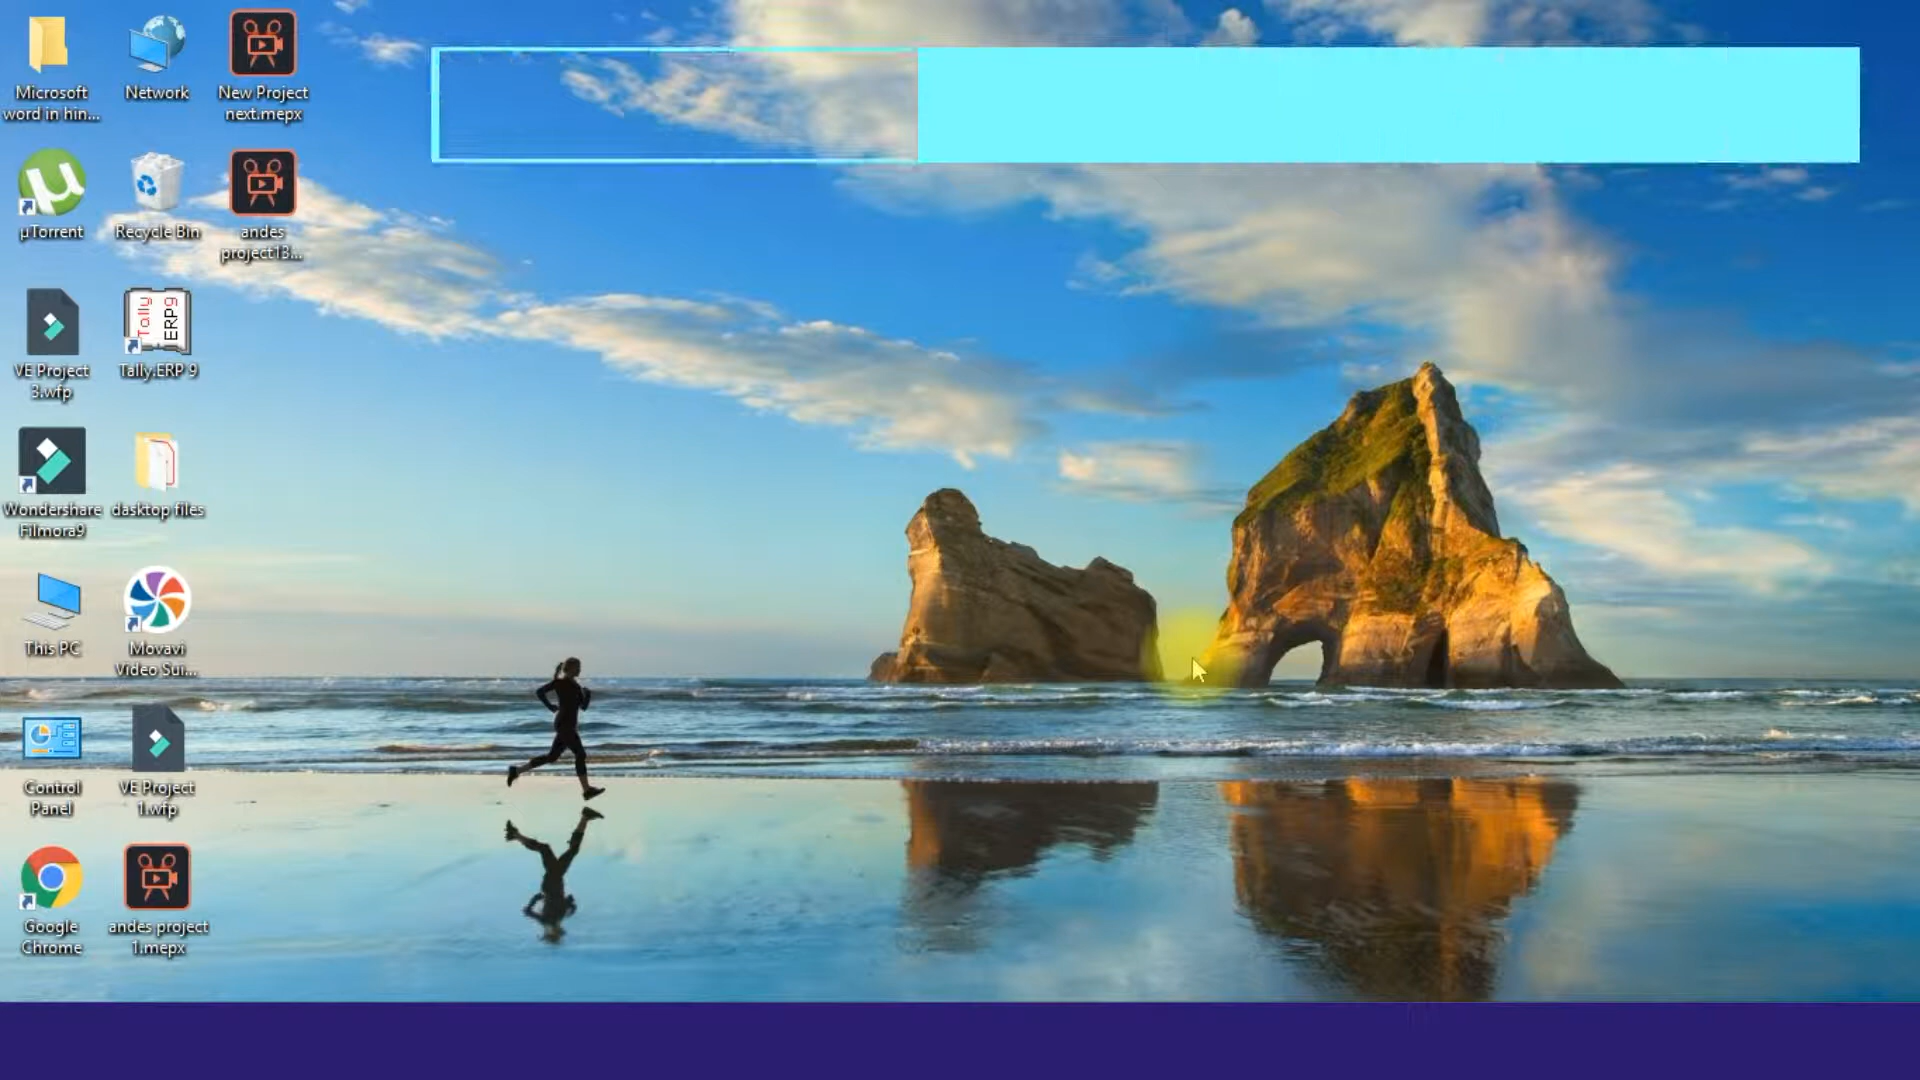 Microsoft
word in hin...
Network
New Project
next.mepx
µTorrent
Recycle Bin
andes
project13...
VE Project
3.wfp
Tally
ERP9
Tally.ERP 9
Wondershare
Filmora9
dasktop files
This PC
Movavi
Video Sui...
Control
Panel
VE Project
1.wfp
Google
Chrome
andes project
1.mepx